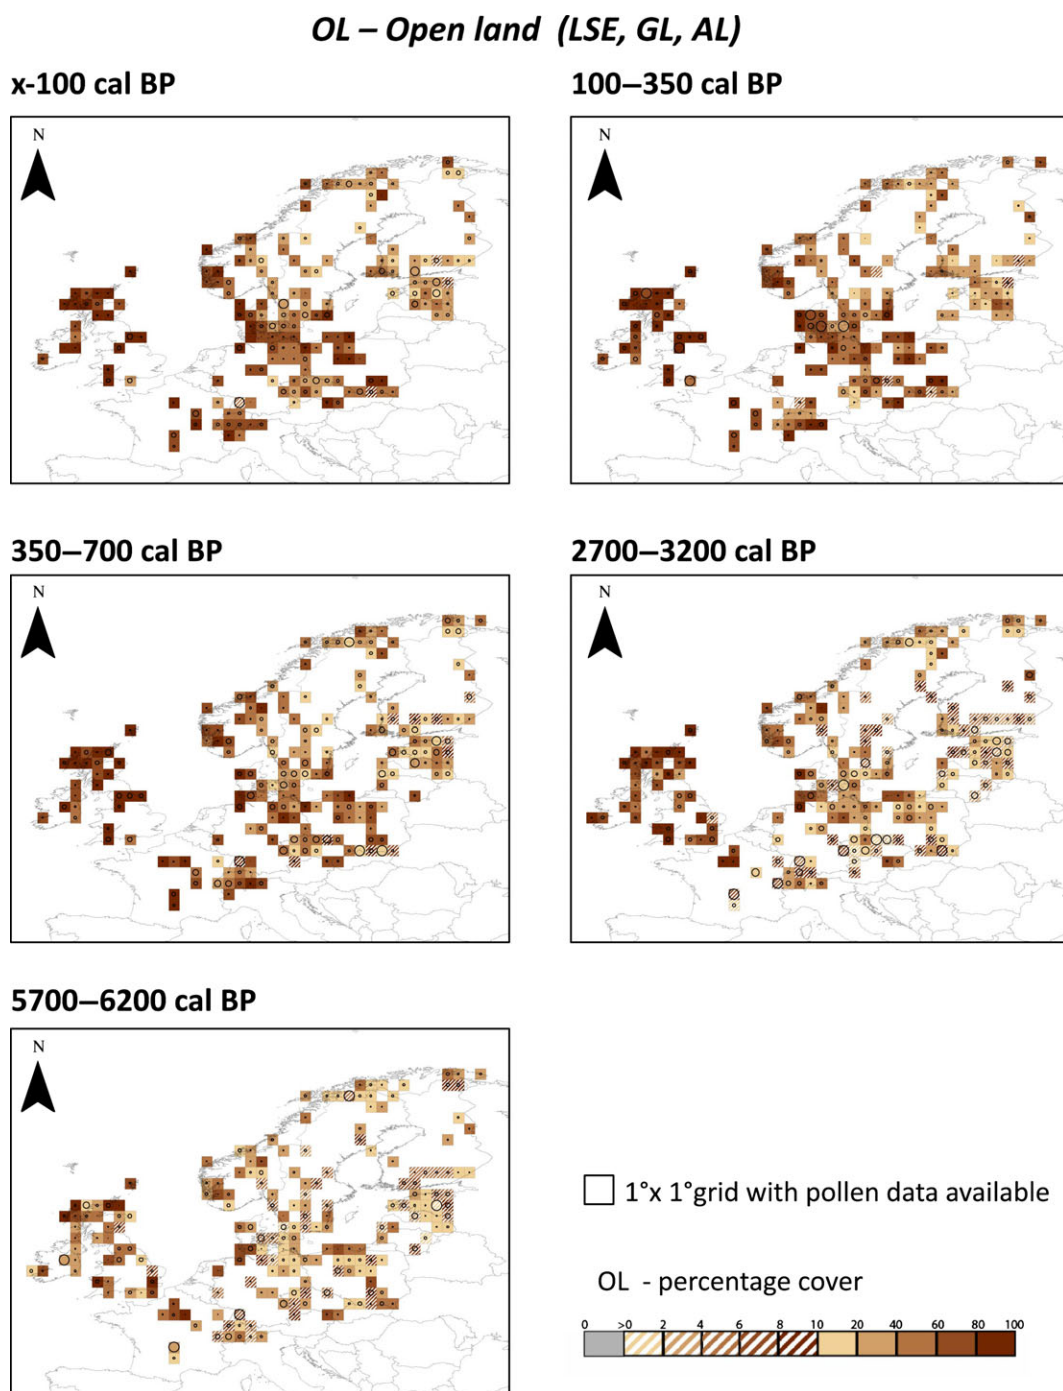 OL – Open land (LSE, GL, AL)
x-100 cal BP
100–350 cal BP
N
N
350–700 cal BP
2700–3200 cal BP
N
N
5700–6200 cal BP
N
1°x 1°grid with pollen data available
OL - percentage cover
0 >0 2 4 6 8 10 20 40 60 80 100